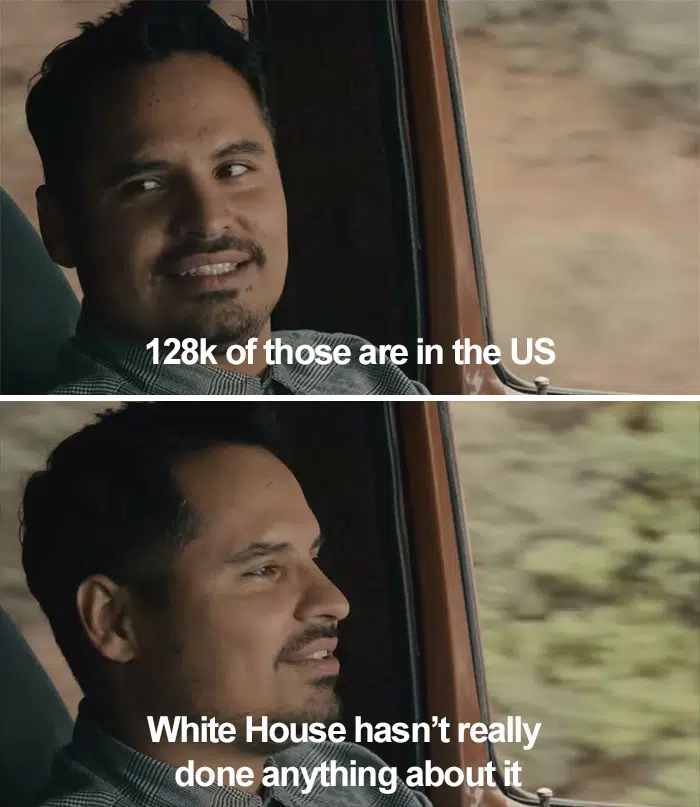 128k of those are in the US
White House hasn't really
done anything about it